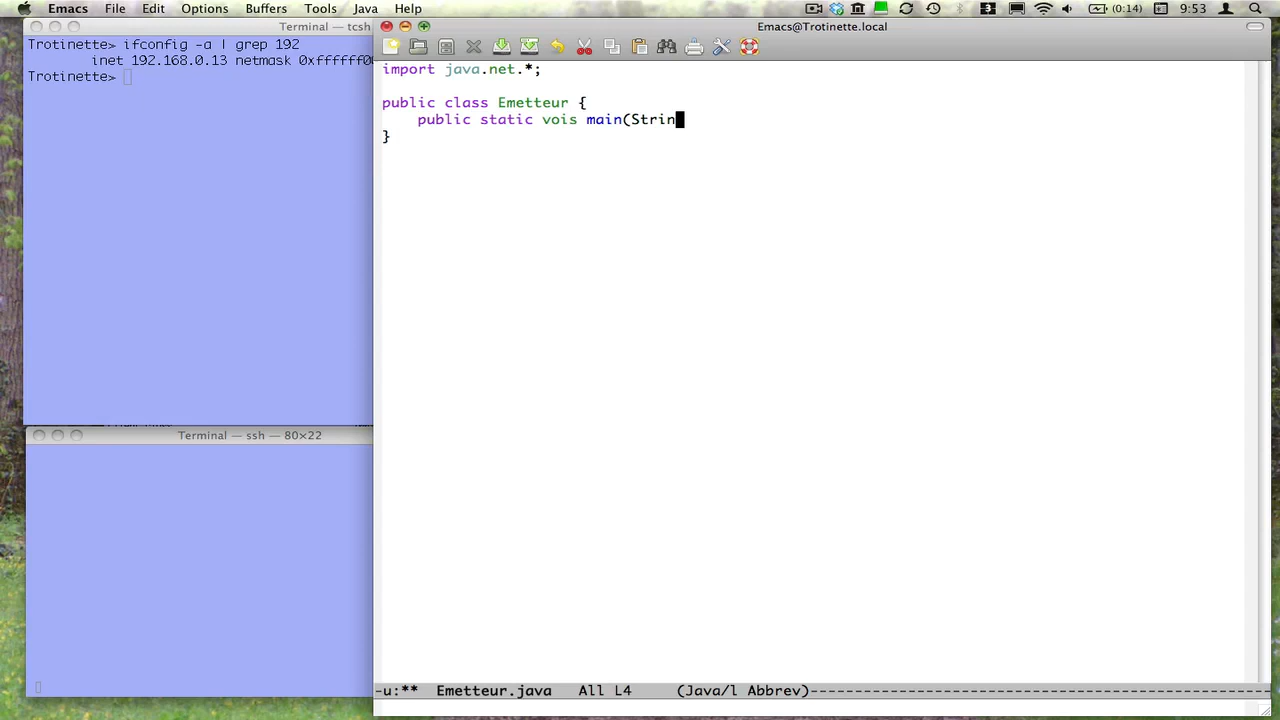 Emacs File Edit Options Buffers Tools Java Help
(0:14) 9:53
Terminal — tcsh
Trotinette> ifconfig -a | grep 192
inet 192.168.0.13 netmask
Trotinette>
Terminal — ssh — 80×22
Emacs@Trotinette.local
import java.net.*;
public class Emetteur {
public static vois main(Strin
}
-u:** Emetteur.java All L4 (Java/l Abbrev)